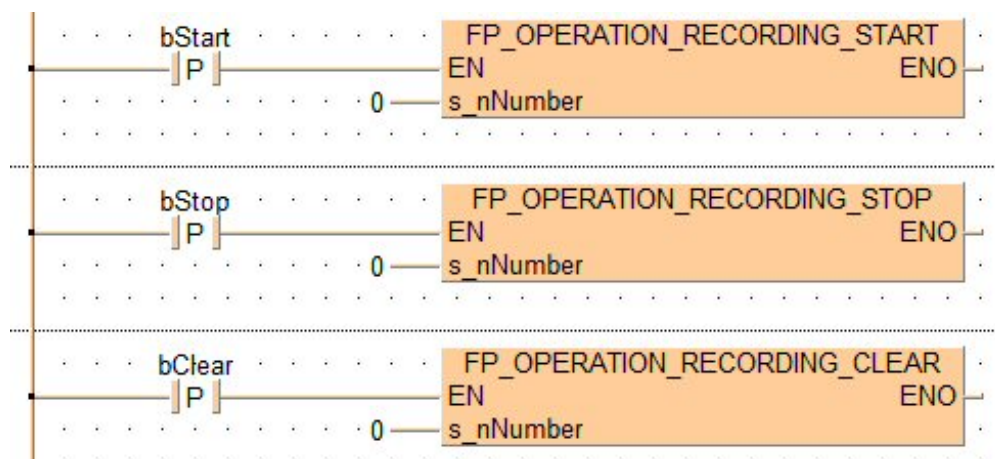 bStart FP_OPERATION_RECORDING_START
P EN ENO
0 s_nNumber
bStop FP_OPERATION_RECORDING_STOP
P EN ENO
0 s_nNumber
bClear FP_OPERATION_RECORDING_CLEAR
P EN ENO
0 s_nNumber